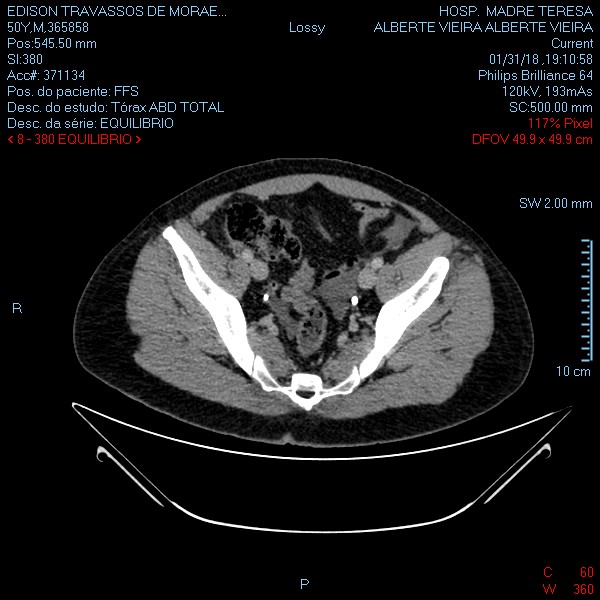 EDISON TRAVASSOS DE MORAE...
50Y,M,365858
Pos:545.50 mm
SI:380
Acc#: 371134
Pos. do paciente: FFS
Desc. do estudo: Tórax ABD TOTAL
Desc. da série: EQUILIBRIO
< 8 - 380 EQUILIBRIO >
Lossy
HOSP. MADRE TERESA
ALBERTE VIEIRA ALBERTE VIEIRA
Current
01/31/18 ,19:10:58
Philips Brilliance 64
120kV, 193mAs
SC:500.00 mm
117% Pixel
DFOV 49.9 x 49.9 cm
SW 2.00 mm
R
10 cm
P
C 60
W 360